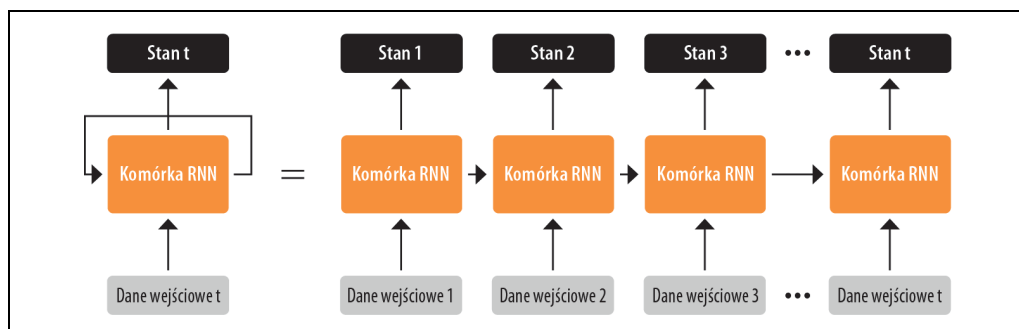 Stan t
Stan 1
Stan 2
Stan 3
•••
Stan t
Komórka RNN
=
Komórka RNN
Komórka RNN
Komórka RNN
Komórka RNN
Dane wejściowe t
Dane wejściowe 1
Dane wejściowe 2
Dane wejściowe 3
•••
Dane wejściowe t